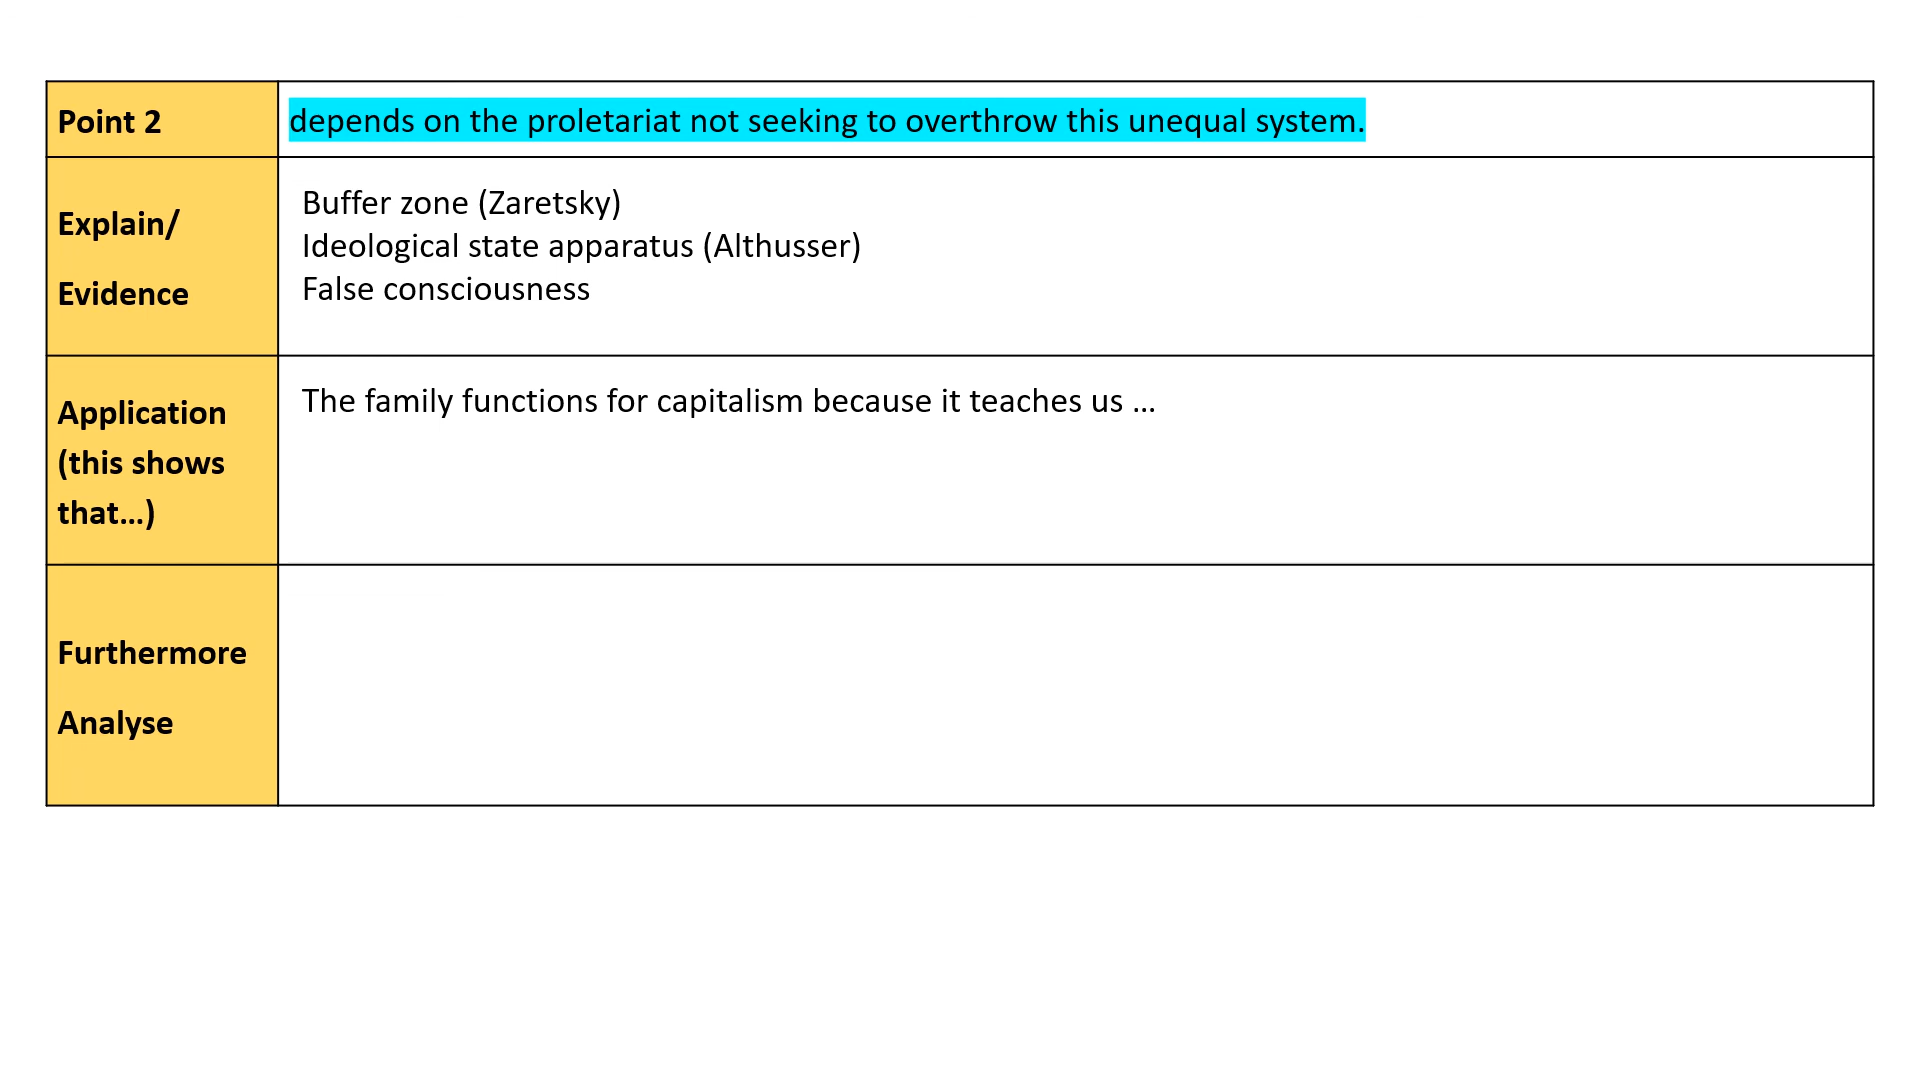 Point 2
depends on the proletariat not seeking to overthrow this unequal system.
Explain/
Evidence
Buffer zone (Zaretsky)
Ideological state apparatus (Althusser)
False consciousness
Application
(this shows
that…)
The family functions for capitalism because it teaches us …
Furthermore
Analyse